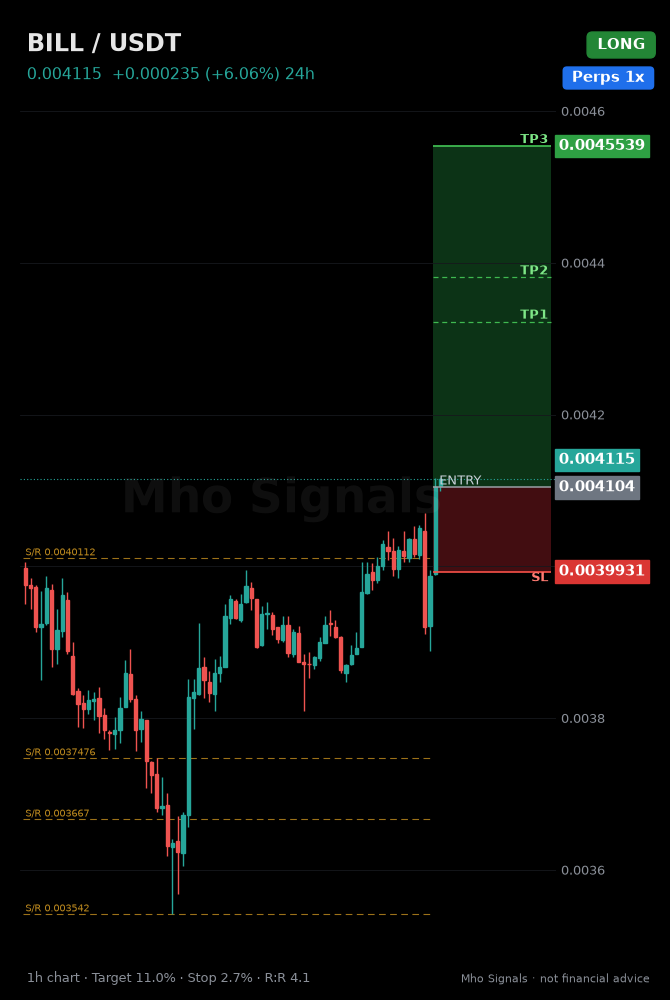 BILL / USDT
LONG
0.004115 +0.000235 (+6.06%) 24h
Perps 1x
0.0046
TP3
0.0045539
0.0044
TP2
TP1
0.0042
0.004115
ENTRY
0.004104
Mho Signals
S/R 0.0040112
0.0039931
SL
0.0038
S/R 0.0037476
S/R 0.003667
0.0036
S/R 0.003542
1h chart · Target 11.0% · Stop 2.7% · R:R 4.1
Mho Signals · not financial advice